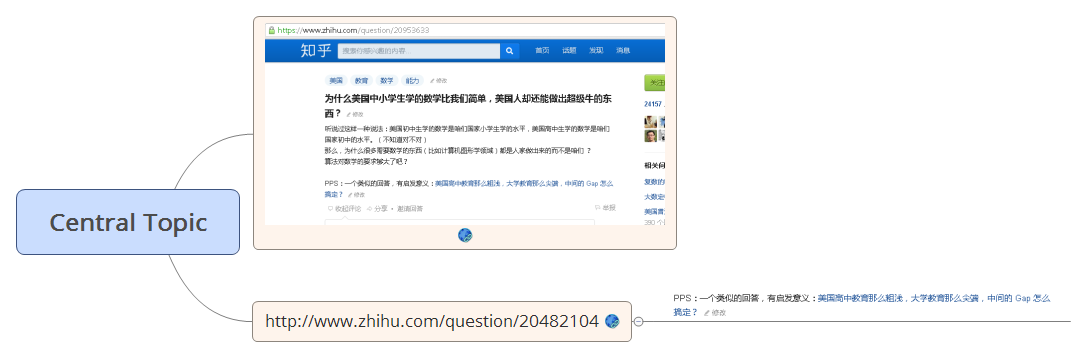 https://www.zhihu.com/question/20953633
知乎 搜索你感兴趣的内容... 首页 话题 发现 消息
美国 教育 数学 能力 修改
为什么美国中小学生学的数学比我们简单，美国人却还能做出超级牛的东
西？ 修改
听说过这样一种说法：美国初中生学的数学是咱们国家小学生学的水平，美国高中生学的数学是咱们
国家初中的水平。（不知道对不对）
那么，为什么很多需要数学的东西（比如计算机图形学领域）都是人家做出来的而不是咱们 ？
算法对数学的要求够大了吧？
PPS：一个类似的回答，有启发意义：美国高中教育那么粗浅，大学教育那么尖端，中间的 Gap 怎么
搞定？ 修改
收起评论 分享 • 邀请回答 举报
关注
24157
相关问
复数的
大数定
美国
380 个
Central Topic
http://www.zhihu.com/question/20482104
PPS：一个类似的回答，有启发意义：美国高中教育那么粗浅，大学教育那么尖端，中间的 Gap 怎么
搞定？ 修改